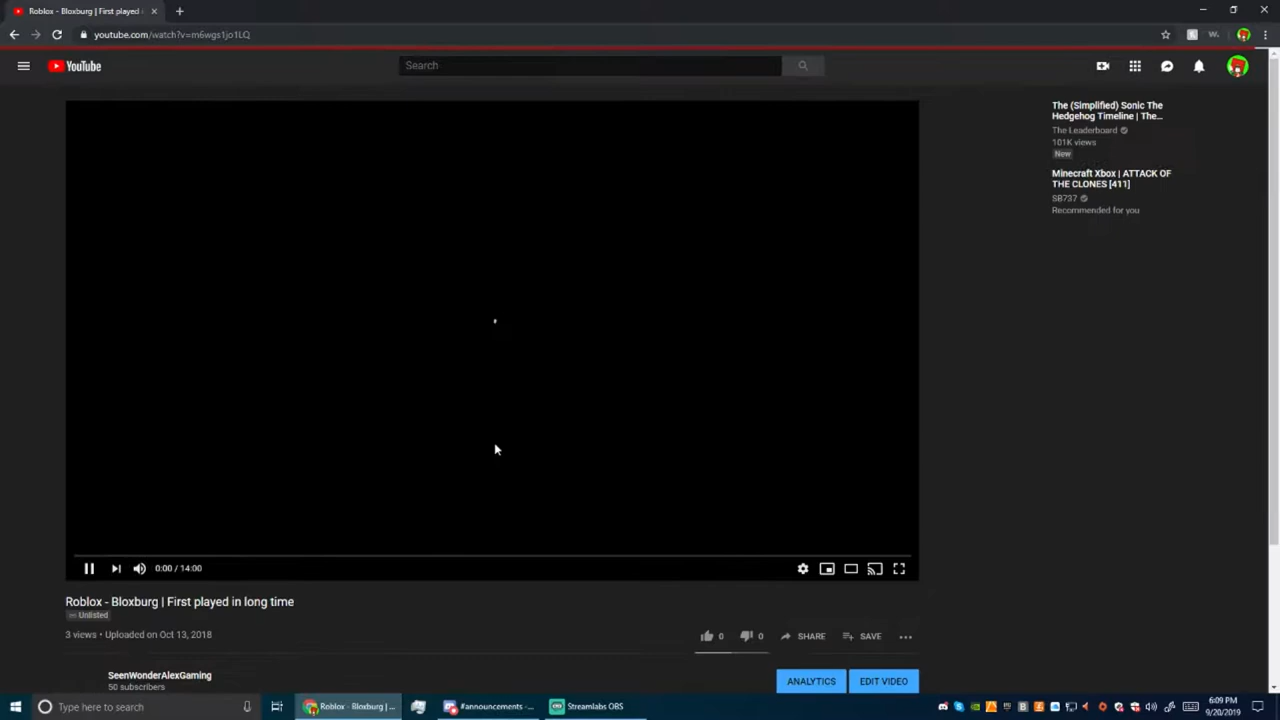 Roblox - Bloxburg | First played i
youtube.com/watch?v=m6wgs1jo1LQ
YouTube
Search
The (Simplified) Sonic The
Hedgehog Timeline | The...
The Leaderboard
101K views
New
Minecraft Xbox | ATTACK OF
THE CLONES [411]
SB737
Recommended for you
0:00 / 14:00
Roblox - Bloxburg | First played in long time
Unlisted
3 views • Uploaded on Oct 13, 2018
0
0
SHARE
SAVE
SeenWonderAlexGaming
50 subscribers
ANALYTICS
EDIT VIDEO
Type here to search
Roblox - Bloxburg | ...
#announcements -...
Streamlabs OBS
6:09 PM
9/20/2019